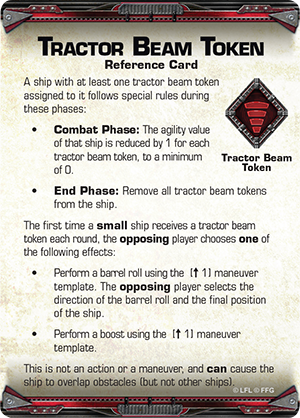 TRACTOR BEAM TOKEN
Reference Card
A ship with at least one tractor beam token
assigned to it follows special rules during
these phases:
• Combat Phase: The agility value
of that ship is reduced by 1 for each
tractor beam token, to a minimum
of 0.
Tractor Beam
Token
• End Phase: Remove all tractor beam tokens
from the ship.
The first time a small ship receives a tractor beam
token each round, the opposing player chooses one of
the following effects:
• Perform a barrel roll using the [↑ 1] maneuver
template. The opposing player selects the
direction of the barrel roll and the final position
of the ship.
• Perform a boost using the [↑ 1] maneuver
template.
This is not an action or a maneuver, and can cause the
ship to overlap obstacles (but not other ships).
© LFL © FFG